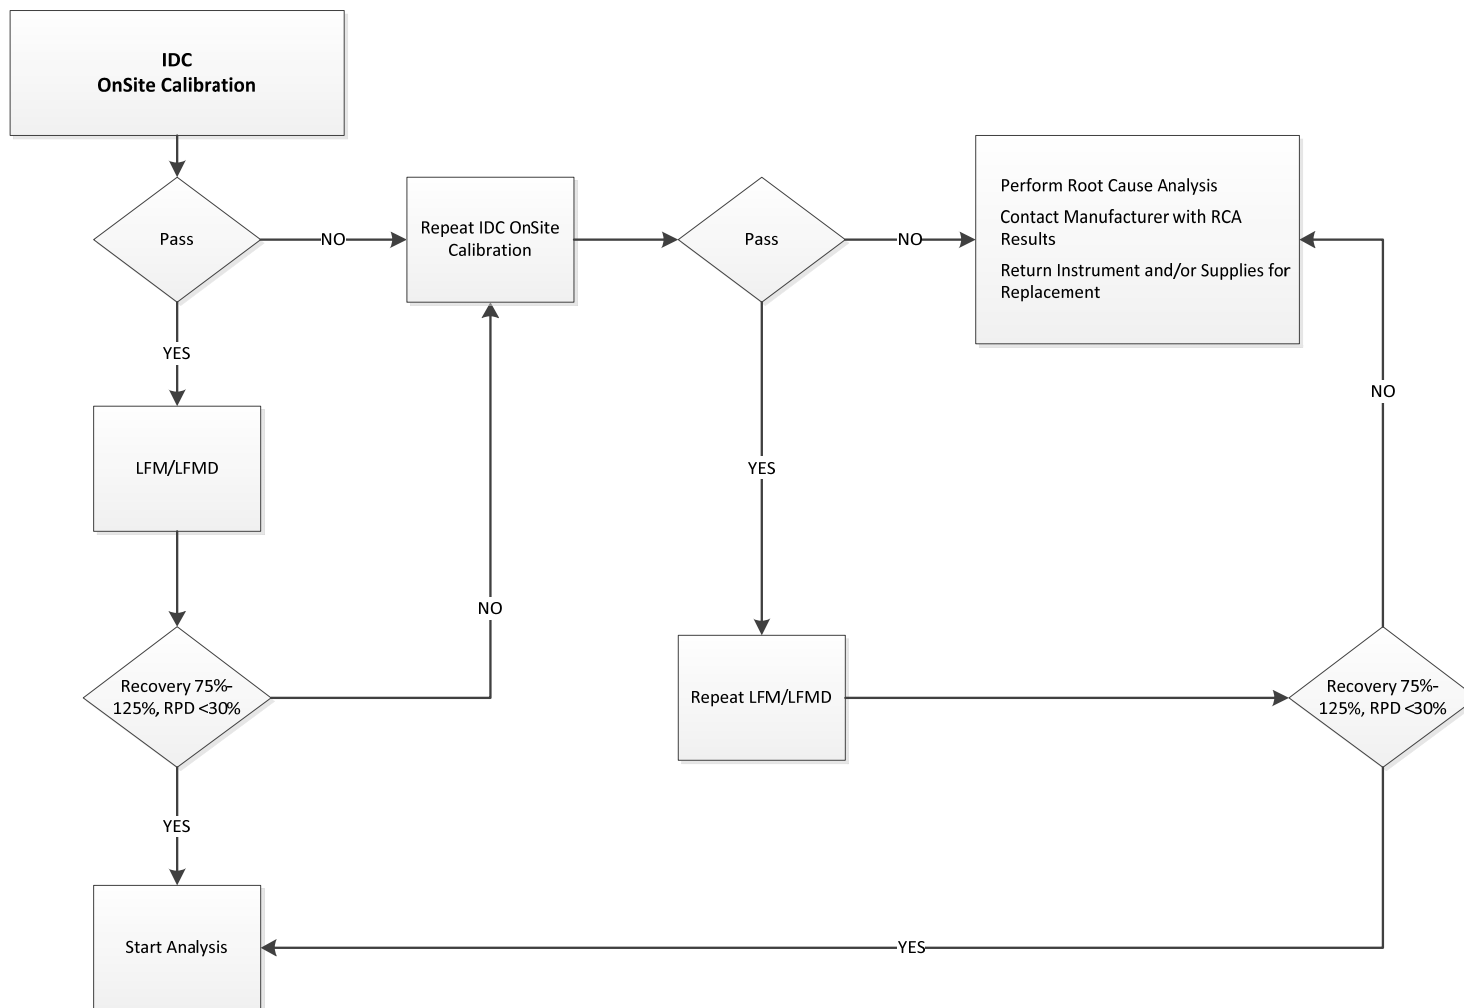 IDC
OnSite Calibration
Pass
NO
Repeat IDC OnSite
Calibration
Pass
NO
Perform Root Cause Analysis
Contact Manufacturer with RCA
Results
Return Instrument and/or Supplies for
Replacement
YES
NO
LFM/LFMD
YES
NO
Recovery 75%-
125%, RPD <30%
Repeat LFM/LFMD
Recovery 75%-
125%, RPD <30%
YES
Start Analysis
YES